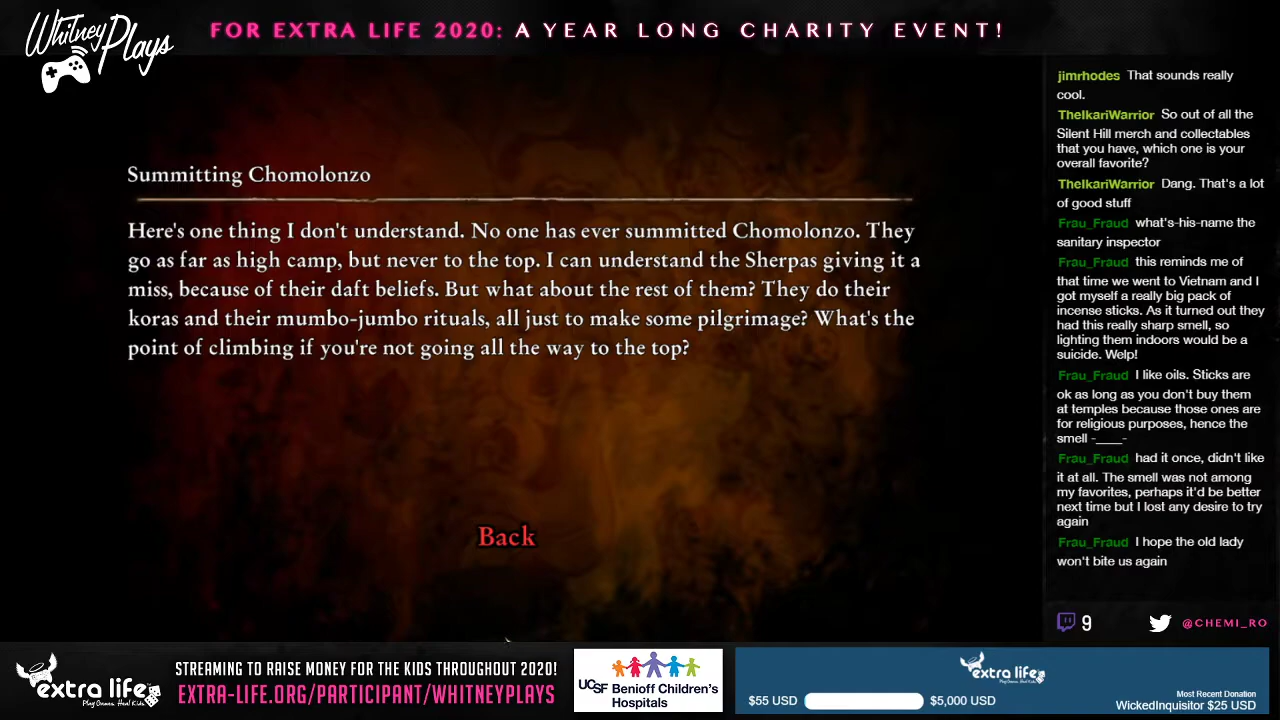 Whitney Plays
FOR EXTRA LIFE 2020: A YEAR LONG CHARITY EVENT!
Summitting Chomolonzo
Here's one thing I don't understand. No one has ever summitted Chomolonzo. They
go as far as high camp, but never to the top. I can understand the Sherpas giving it a
miss, because of their daft beliefs. But what about the rest of them? They do their
koras and their mumbo-jumbo rituals, all just to make some pilgrimage? What's the
point of climbing if you're not going all the way to the top?
Back
jimrhodes That sounds really
cool.
TheIkariWarrior So out of all the
Silent Hill merch and collectables
that you have, which one is your
overall favorite?
TheIkariWarrior Dang. That's a lot
of good stuff
Frau_Fraud what's-his-name the
sanitary inspector
Frau_Fraud this reminds me of
that time we went to Vietnam and I
got myself a really big pack of
incense sticks. As it turned out they
had this really sharp smell, so
lighting them indoors would be a
suicide. Welp!
Frau_Fraud I like oils. Sticks are
ok as long as you don't buy them
at temples because those ones are
for religious purposes, hence the
smell -____-
Frau_Fraud had it once, didn't like
it at all. The smell was not among
my favorites, perhaps it'd be better
next time but I lost any desire to try
again
Frau_Fraud I hope the old lady
won't bite us again
9
@CHEMI_RO
extra life
Play Games. Heal Kids.
STREAMING TO RAISE MONEY FOR THE KIDS THROUGHOUT 2020!
EXTRA-LIFE.ORG/PARTICIPANT/WHITNEYPLAYS
UCSF Benioff Children's
Hospitals
extra life
Play Games. Heal Kids.
$55 USD
$5,000 USD
Most Recent Donation
WickedInquisitor $25 USD